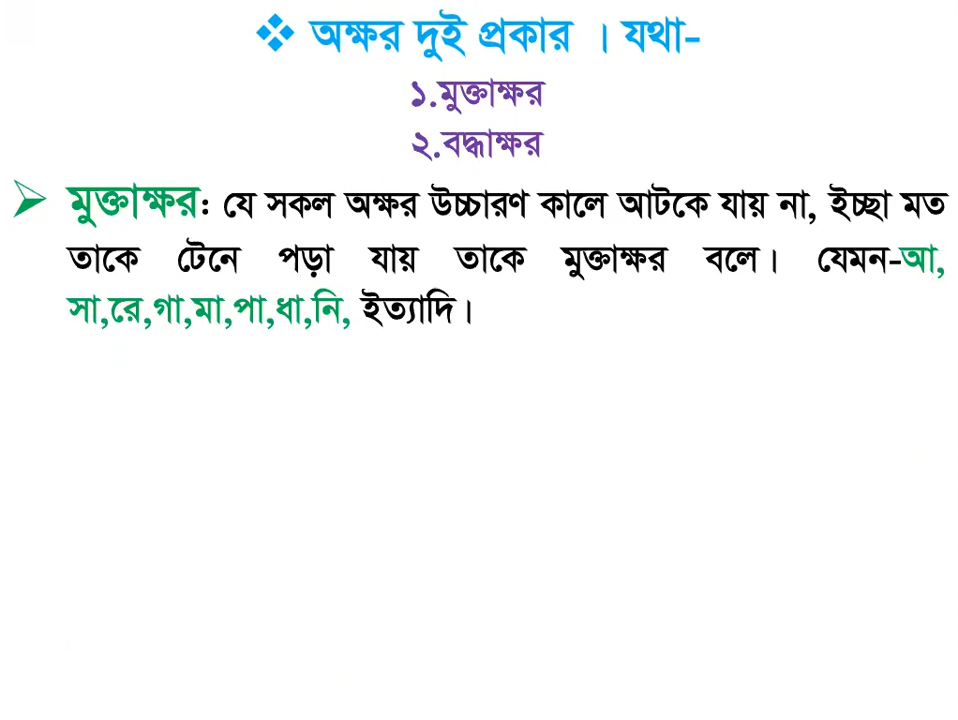 ❖ অক্ষর দুই প্রকার । যথা-
১.মুক্তাক্ষর
২.বদ্ধাক্ষর
➢ মুক্তাক্ষর: যে সকল অক্ষর উচ্চারণ কালে আটকে যায় না, ইচ্ছা মত
তাকে টেনে পড়া যায় তাকে মুক্তাক্ষর বলে। যেমন-আ,
সা,রে,গা,মা,পা,ধা,নি, ইত্যাদি।